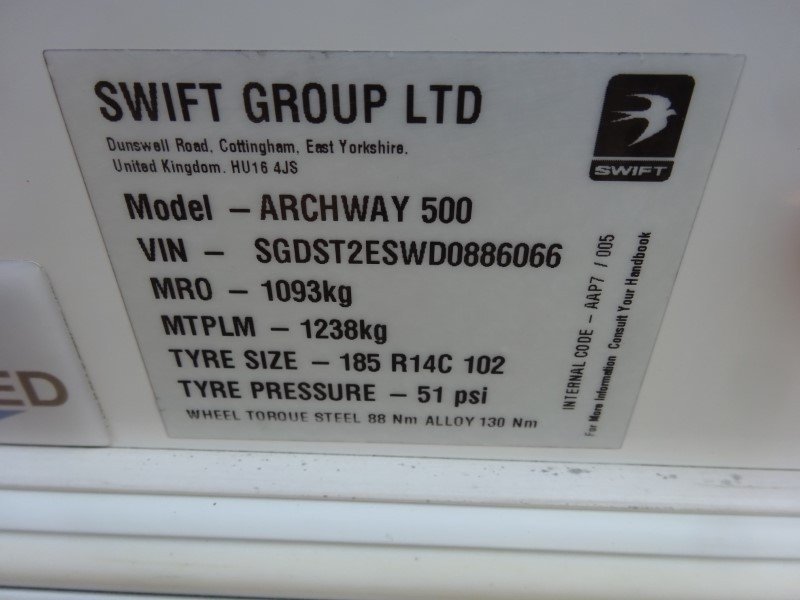 SWIFT GROUP LTD
Dunswell Road, Cottingham, East Yorkshire.
United Kingdom. HU16 4JS
SWIFT
Model – ARCHWAY 500
VIN – SGDST2ESWD0886066
MRO – 1093kg
MTPLM – 1238kg
TYRE SIZE – 185 R14C 102
TYRE PRESSURE – 51 psi
WHEEL TORQUE STEEL 88 Nm ALLOY 130 Nm
INTERNAL CODE – AAP7 / 005
For More Information Consult Your Handbook
ED